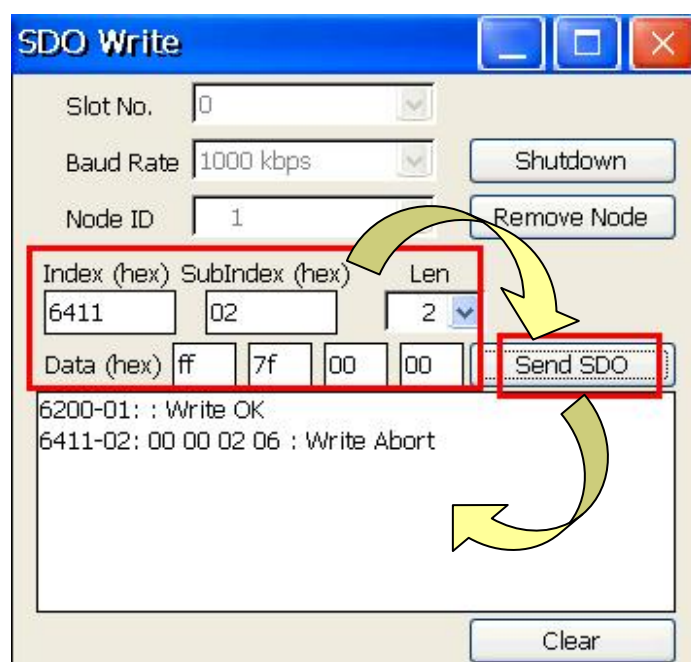 SDO Write
Slot No. 0
Baud Rate 1000 kbps Shutdown
Node ID 1 Remove Node
Index (hex) SubIndex (hex) Len
6411 02 2
Data (hex) ff 7f 00 00 Send SDO
6200-01: : Write OK
6411-02: 00 00 02 06 : Write Abort
Clear